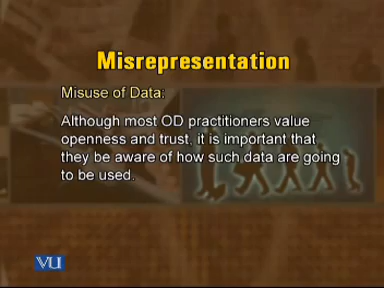 Misrepresentation
Misuse of Data:
Although most OD practitioners value
openness and trust, it is important that
they be aware of how such data are going
to be used.
VU